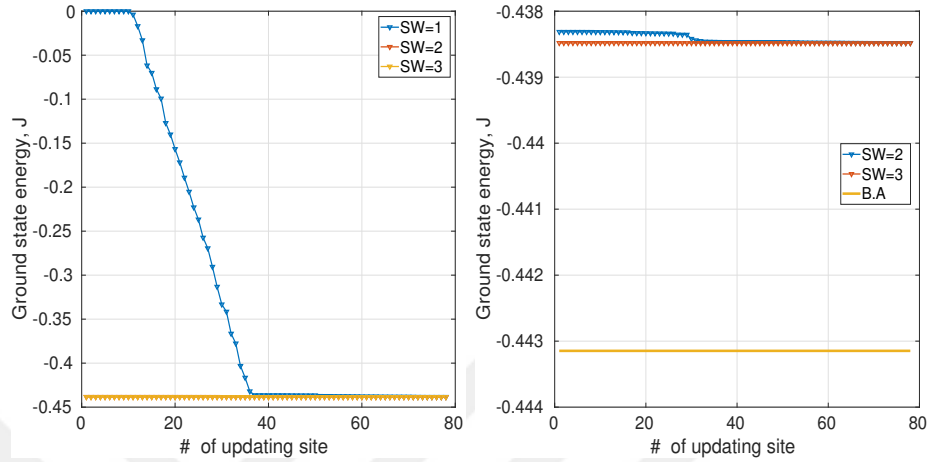 Ground state energy, J
0
-0.05
-0.1
-0.15
-0.2
-0.25
-0.3
-0.35
-0.4
-0.45
0 20 40 60 80
# of updating site
SW=1
SW=2
SW=3
Ground state energy, J
-0.438
-0.439
-0.44
-0.441
-0.442
-0.443
-0.444
0 20 40 60 80
# of updating site
SW=2
SW=3
B.A